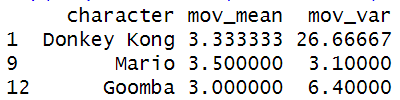 character mov_mean mov_var
1 Donkey Kong 3.333333 26.66667
9 Mario 3.500000 3.10000
12 Goomba 3.000000 6.40000